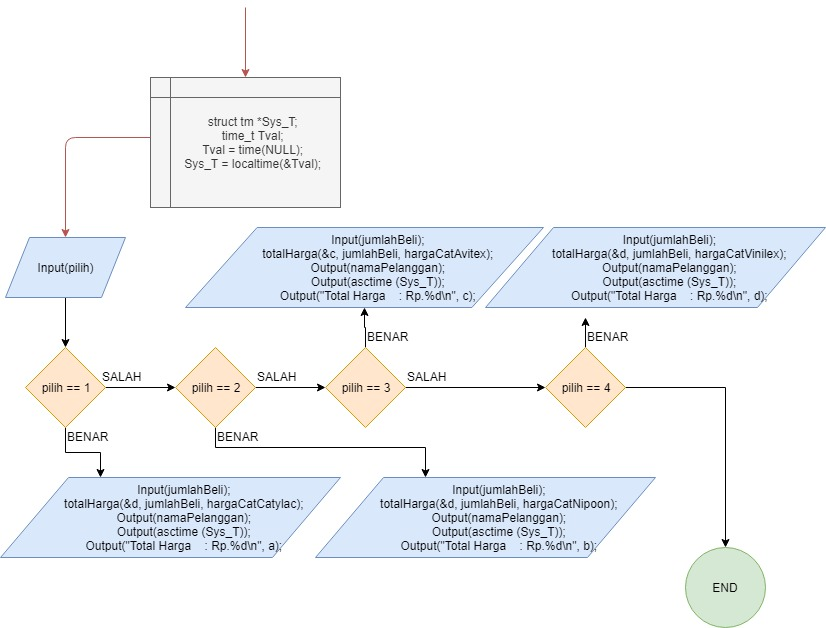 struct tm *Sys_T;
time_t Tval;
Tval = time(NULL);
Sys_T = localtime(&Tval);
Input(pilih)
Input(jumlahBeli);
totalHarga(&c, jumlahBeli, hargaCatAvitex);
Output(namaPelanggan);
Output(asctime (Sys_T));
Output("Total Harga    : Rp.%d\n", c);
Input(jumlahBeli);
totalHarga(&d, jumlahBeli, hargaCatVinilex);
Output(namaPelanggan);
Output(asctime (Sys_T));
Output("Total Harga    : Rp.%d\n", d);
BENAR
BENAR
pilih == 1
SALAH
pilih == 2
SALAH
pilih == 3
SALAH
pilih == 4
BENAR
BENAR
Input(jumlahBeli);
totalHarga(&d, jumlahBeli, hargaCatCatylac);
Output(namaPelanggan);
Output(asctime (Sys_T));
Output("Total Harga    : Rp.%d\n", a);
Input(jumlahBeli);
totalHarga(&d, jumlahBeli, hargaCatNipoon);
Output(namaPelanggan);
Output(asctime (Sys_T));
Output("Total Harga    : Rp.%d\n", b);
END